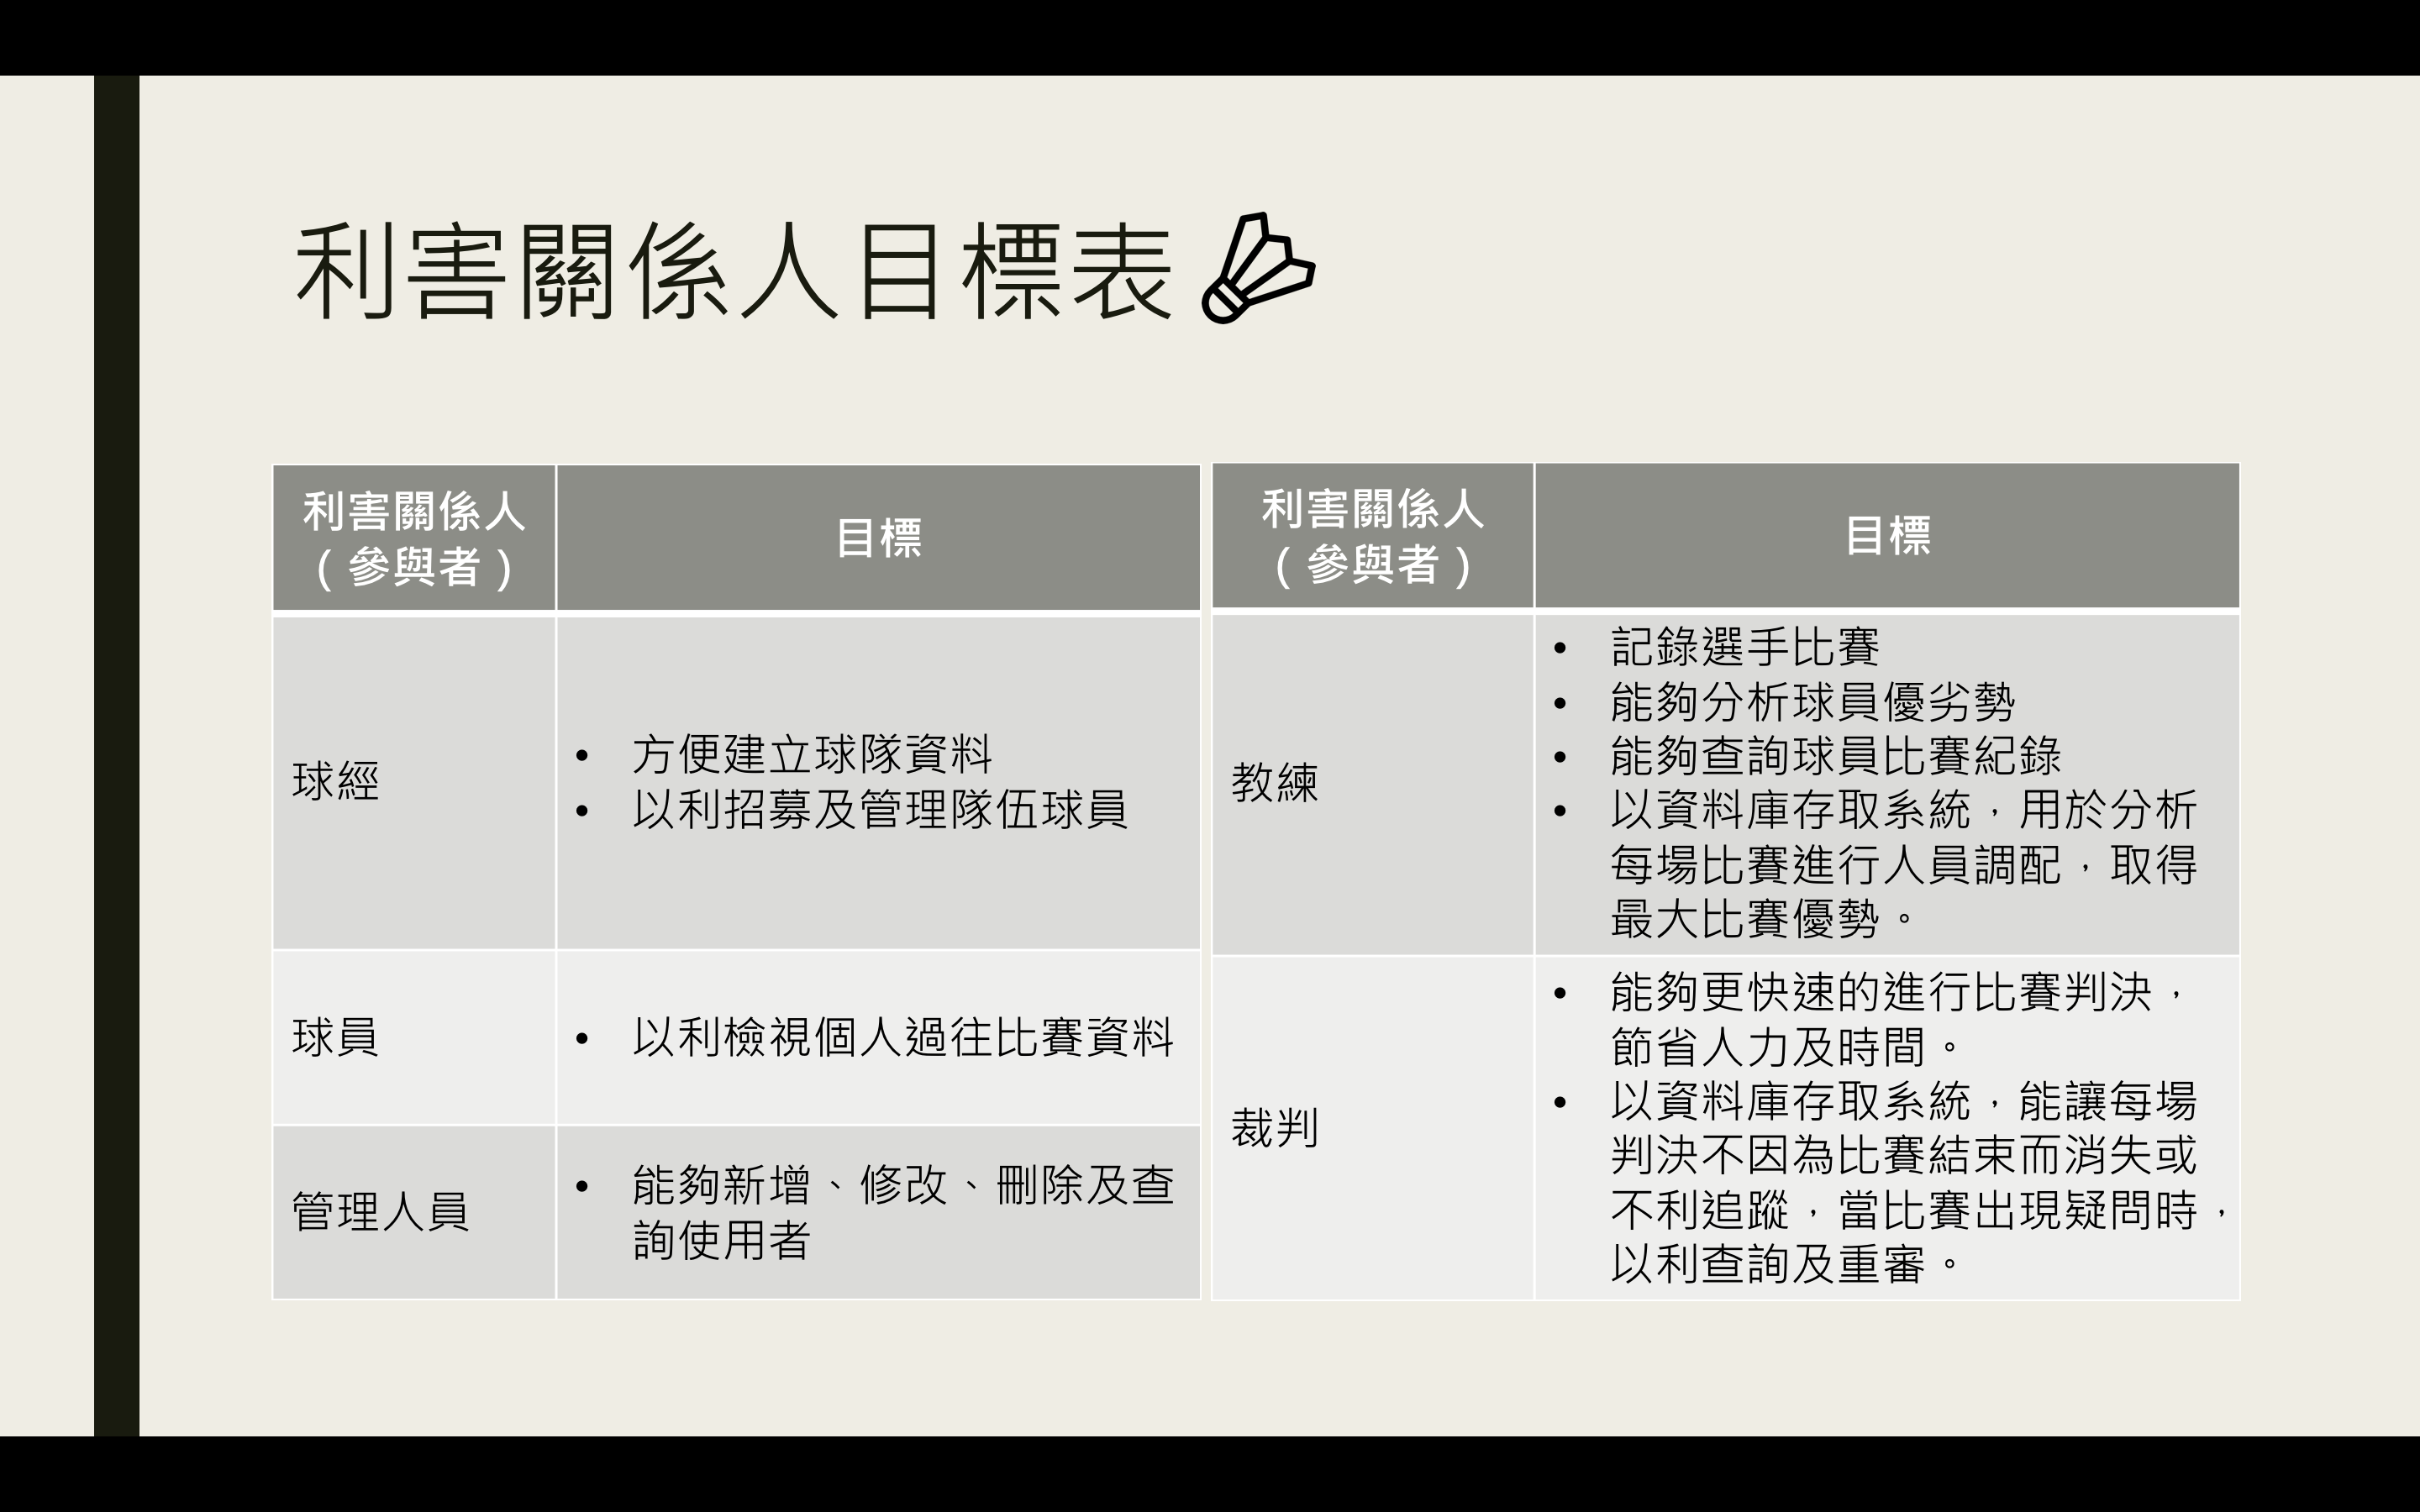 利害關係人目標表
利害關係人
（參與者）
目標
球經
• 方便建立球隊資料
• 以利招募及管理隊伍球員
球員
• 以利檢視個人過往比賽資料
管理人員
• 能夠新增、修改、刪除及查
詢使用者
利害關係人
（參與者）
目標
教練
• 記錄選手比賽
• 能夠分析球員優劣勢
• 能夠查詢球員比賽紀錄
• 以資料庫存取系統，用於分析
每場比賽進行人員調配，取得
最大比賽優勢。
裁判
• 能夠更快速的進行比賽判決，
節省人力及時間。
• 以資料庫存取系統，能讓每場
判決不因為比賽結束而消失或
不利追蹤，當比賽出現疑問時，
以利查詢及重審。